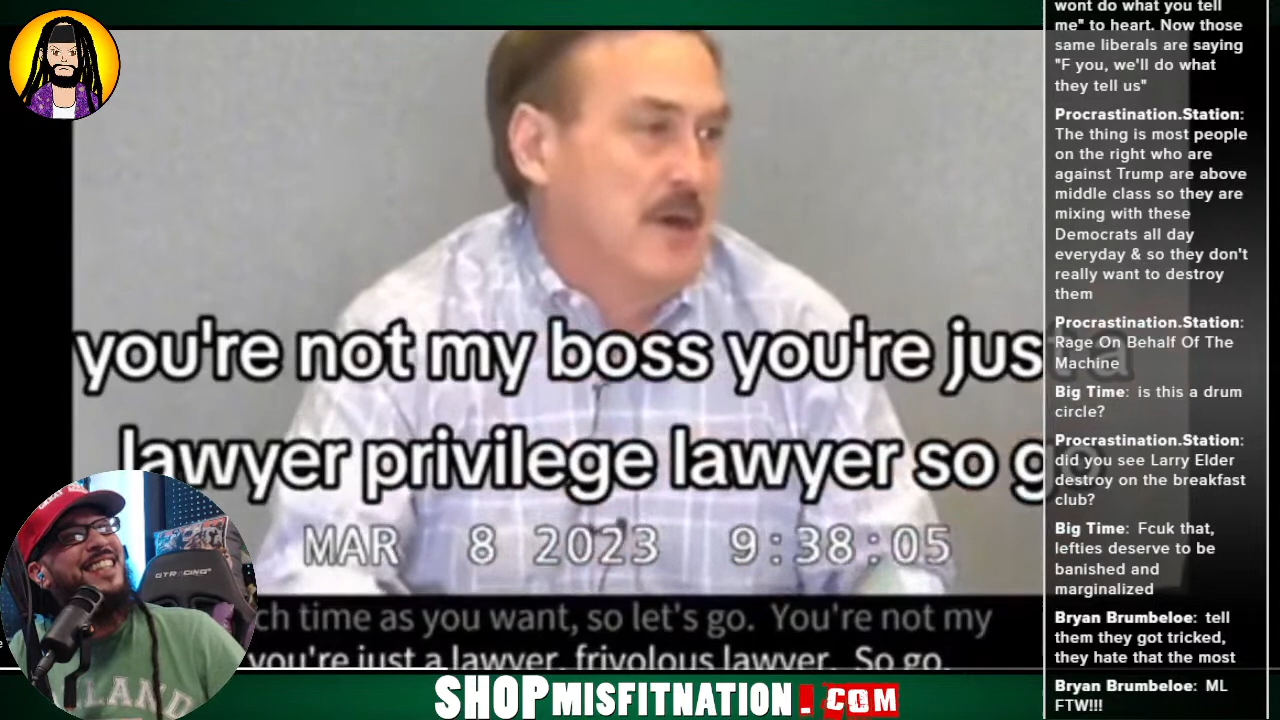 you're not my boss you're jus
lawyer privilege lawyer so g
MAR 8 2023 9:38:05
ch time as you want, so let's go. You're not my
you're just a lawyer, frivolous lawyer. So go.
GTRACING
SHOPMISFITNATION.COM
wont do what you tell
me" to heart. Now those
same liberals are saying
"F you, we'll do what
they tell us"
Procrastination.Station:
The thing is most people
on the right who are
against Trump are above
middle class so they are
mixing with these
Democrats all day
everyday & so they don't
really want to destroy
them
Procrastination.Station:
Rage On Behalf Of The
Machine
Big Time: is this a drum
circle?
Procrastination.Station:
did you see Larry Elder
destroy on the breakfast
club?
Big Time: Fcuk that,
lefties deserve to be
banished and
marginalized
Bryan Brumbeloe: tell
them they got tricked,
they hate that the most
Bryan Brumbeloe: ML
FTW!!!